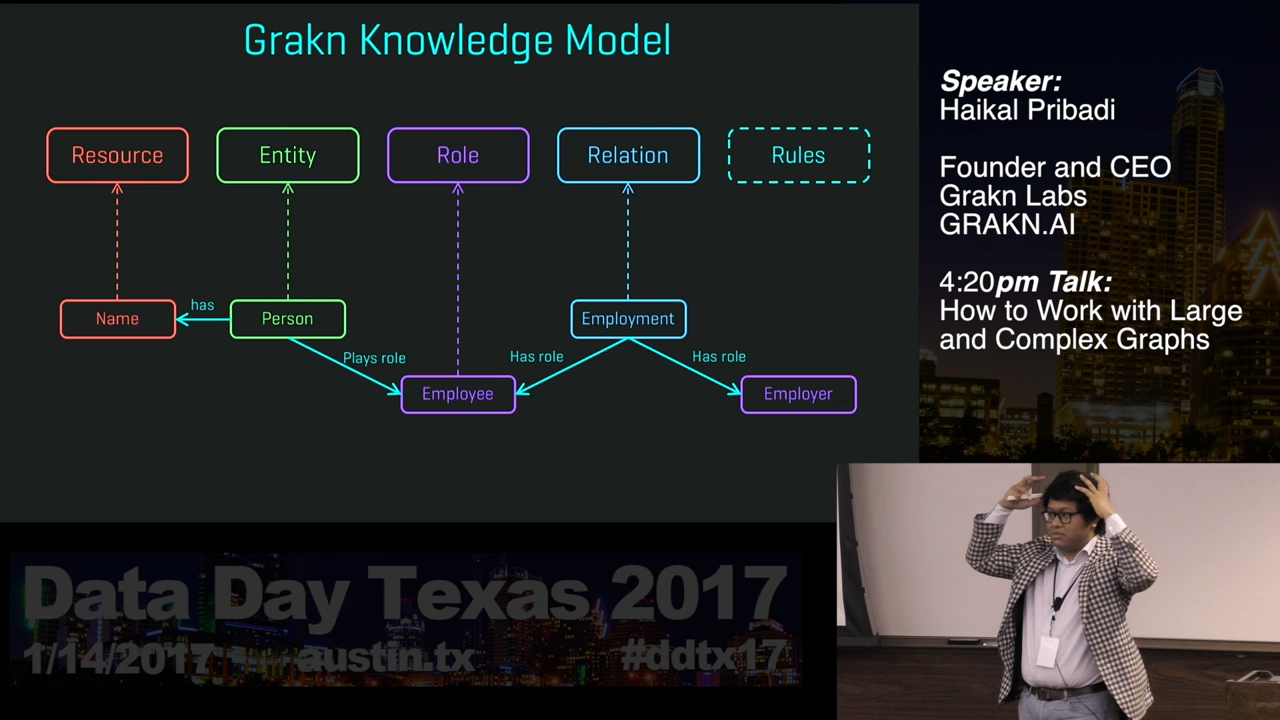 Grakn Knowledge Model
Resource
Entity
Role
Relation
Rules
Name
has
Person
Plays role
Employment
Has role
Has role
Employee
Employer
Speaker:
Haikal Pribadi
Founder and CEO
Grakn Labs
GRAKN.AI
4:20pm Talk:
How to Work with Large
and Complex Graphs
Data Day Texas 2017
1/14/2017 austin.tx #ddtx17